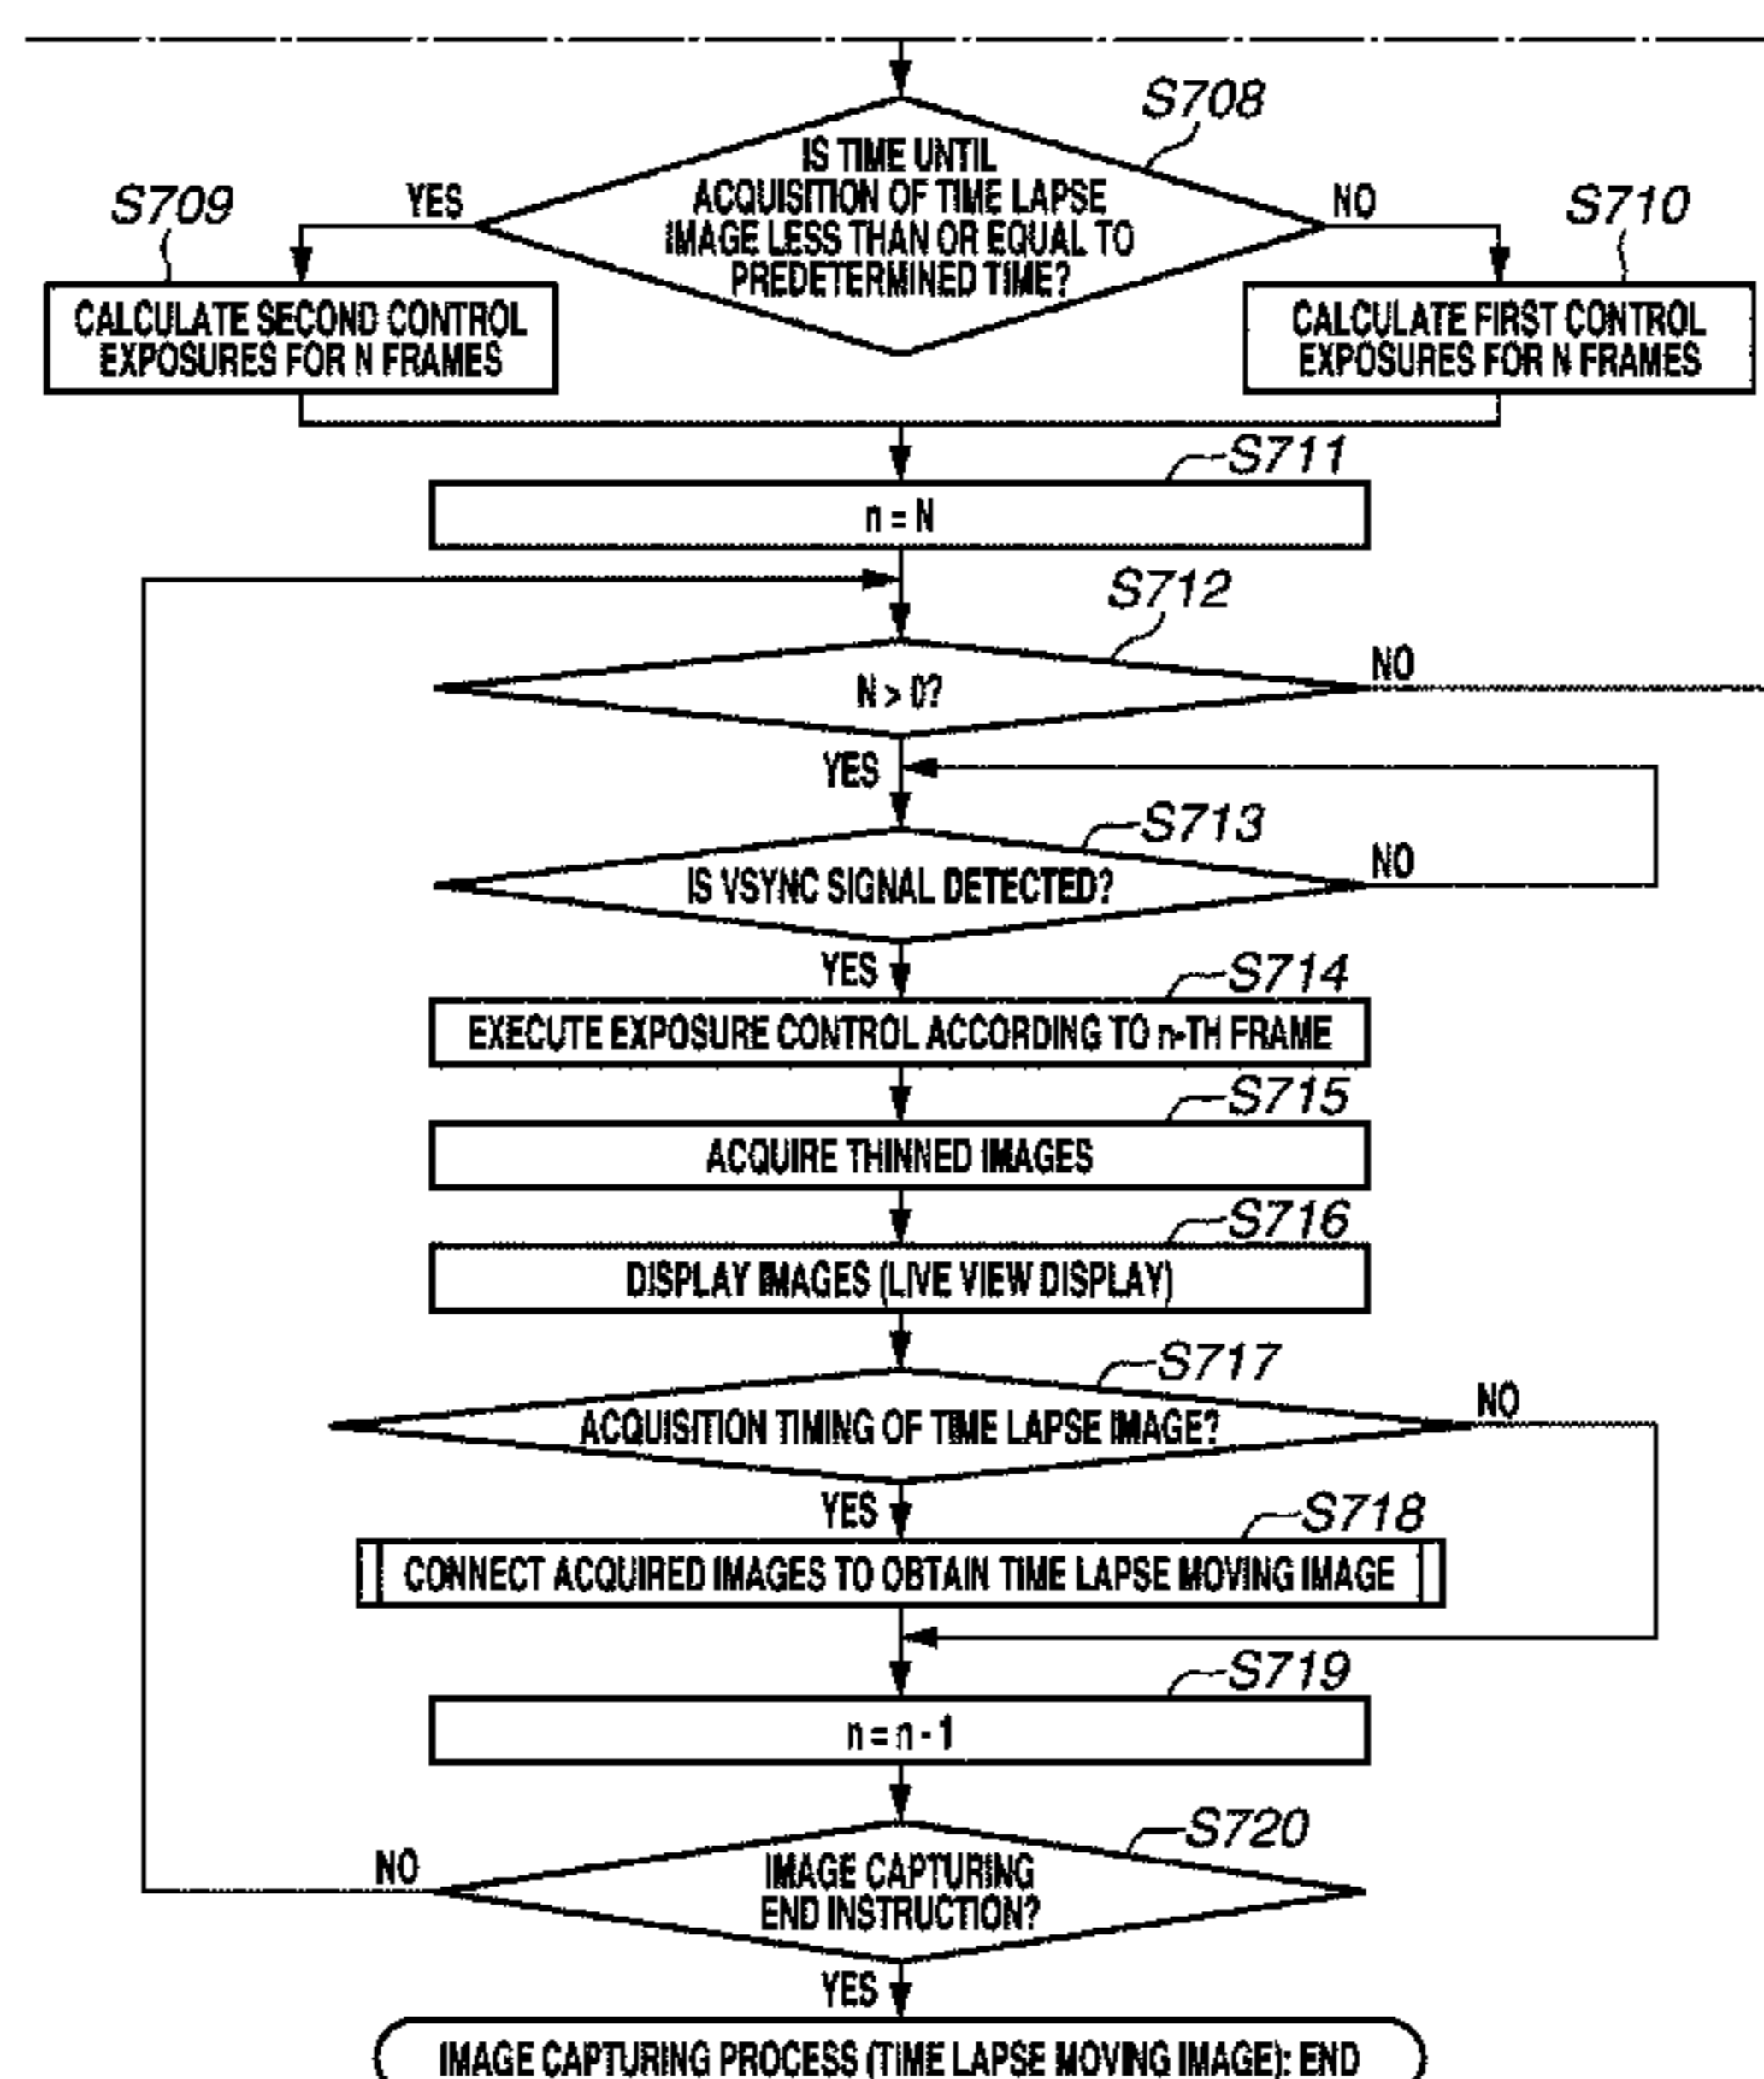 S708
IS TIME UNTIL
ACQUISITION OF TIME LAPSE
IMAGE LESS THAN OR EQUAL TO
PREDETERMINED TIME?
YES
NO
S709
CALCULATE SECOND CONTROL
EXPOSURES FOR N FRAMES
S710
CALCULATE FIRST CONTROL
EXPOSURES FOR N FRAMES
S711
n = N
S712
N > 0?
NO
YES
S713
IS VSYNC SIGNAL DETECTED?
NO
YES
S714
EXECUTE EXPOSURE CONTROL ACCORDING TO n-TH FRAME
S715
ACQUIRE THINNED IMAGES
S716
DISPLAY IMAGES (LIVE VIEW DISPLAY)
S717
ACQUISITION TIMING OF TIME LAPSE IMAGE?
NO
YES
S718
CONNECT ACQUIRED IMAGES TO OBTAIN TIME LAPSE MOVING IMAGE
S719
n = n - 1
S720
IMAGE CAPTURING
END INSTRUCTION?
NO
YES
IMAGE CAPTURING PROCESS (TIME LAPSE MOVING IMAGE): END